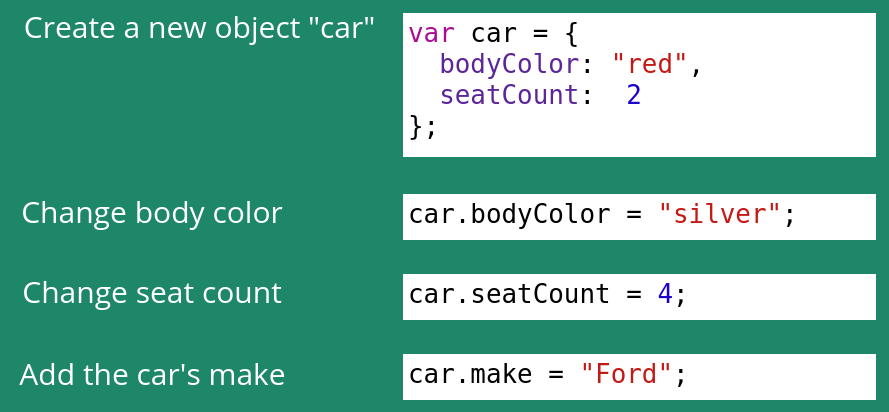 Create a new object "car"
var car = {
  bodyColor: "red",
  seatCount:  2
};
Change body color
car.bodyColor = "silver";
Change seat count
car.seatCount = 4;
Add the car's make
car.make = "Ford";